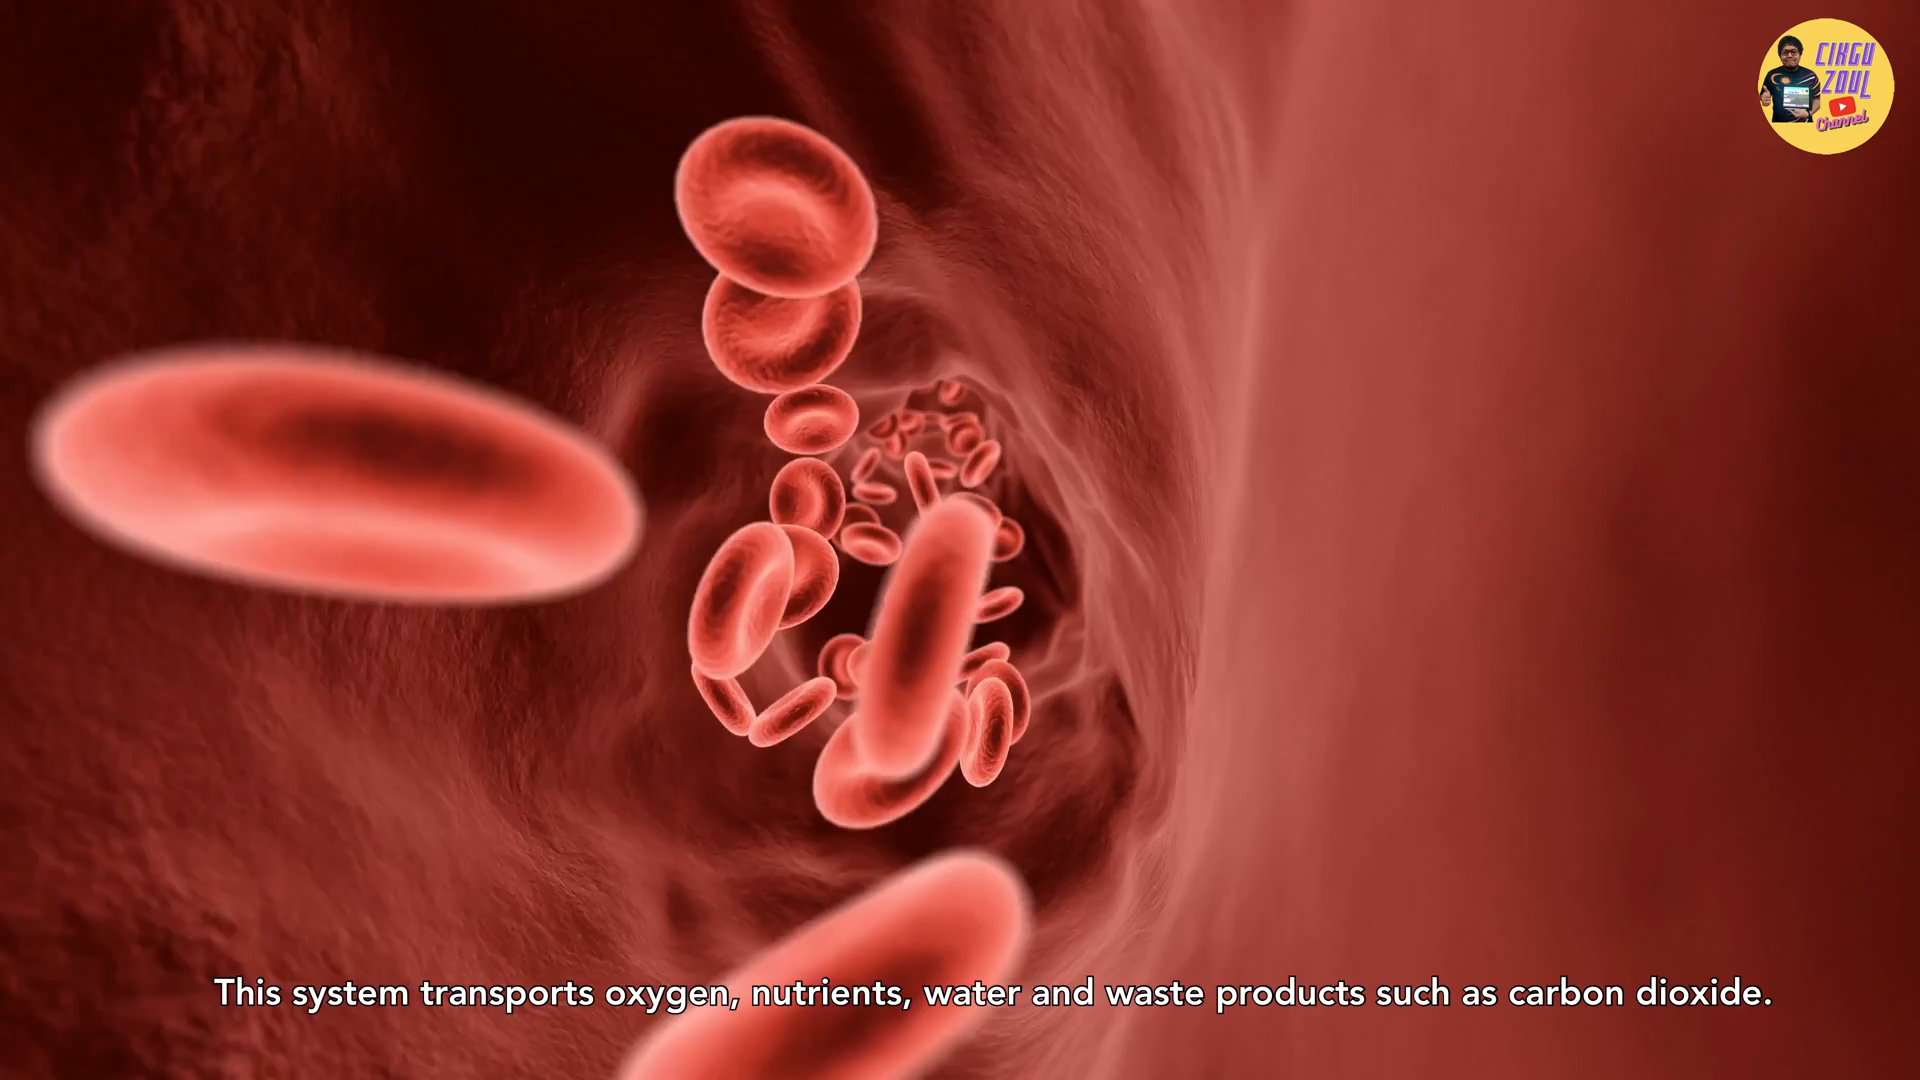 CIKGU
ZOUL
Channel
This system transports oxygen, nutrients, water and waste products such as carbon dioxide.